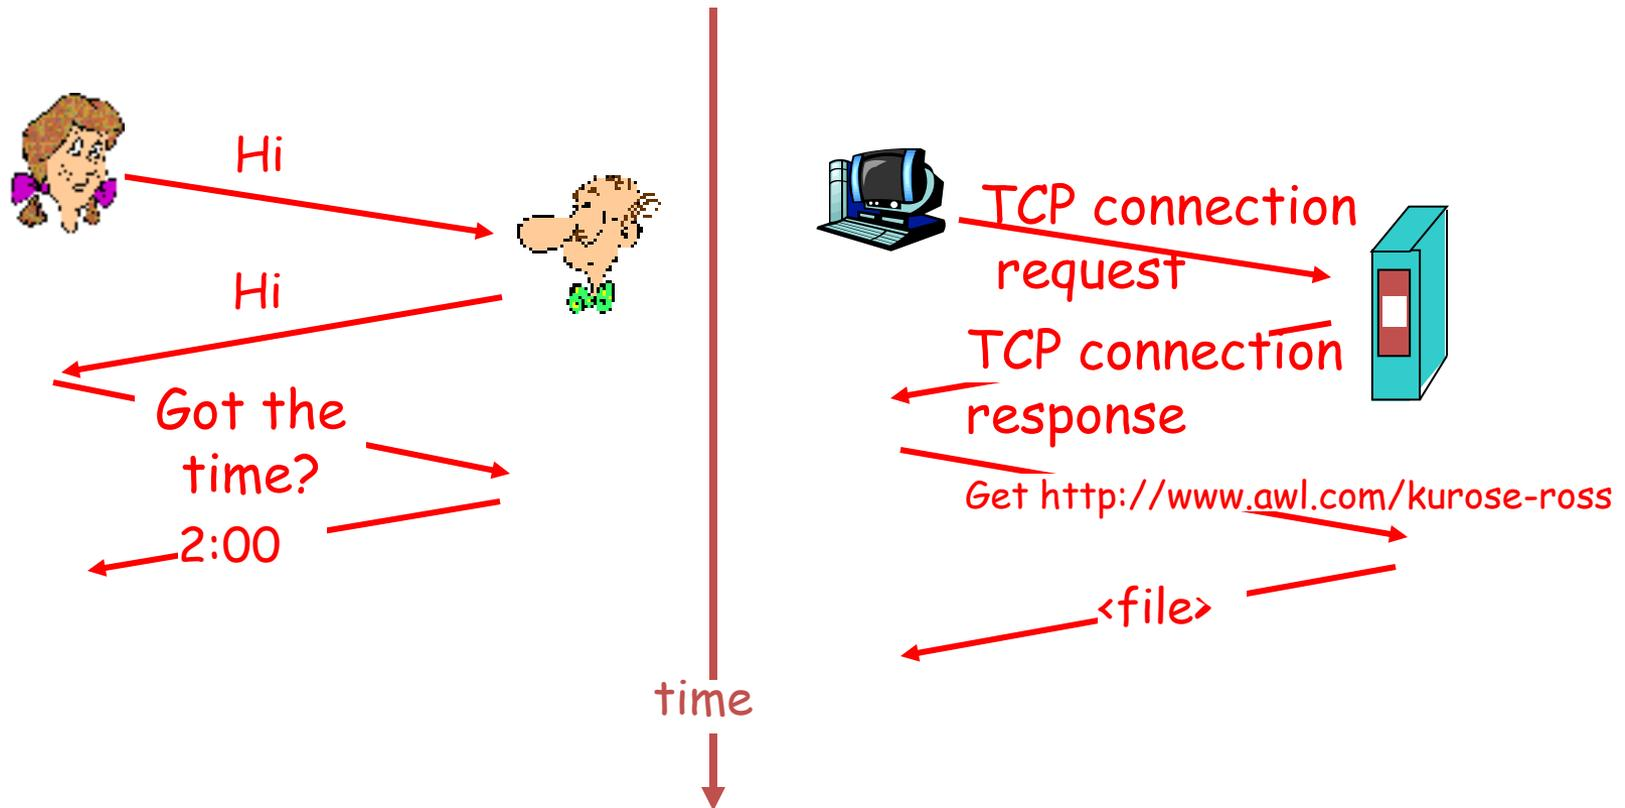 Hi
Hi
Got the
time?
2:00
time
TCP connection
request
TCP connection
response
Get http://www.awl.com/kurose-ross
<file>